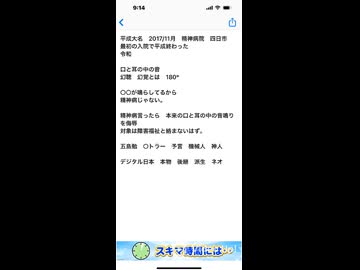 9:14
平成大名　2017/11月　精神病院　四日市
最初の入院で平成終わった
令和
口と耳の中の音
幻聴　幻覚とは　180°
〇〇が鳴らしてるから
精神病じゃない。
精神病言ったら　本来の口と耳の中の音鳴り
を侮辱
対象は障害福祉と絡まないはず。
五島勉　〇トラー　予言　機械人　神人
デジタル日本　本物　後継　派生　ネオ
スキマ時間には